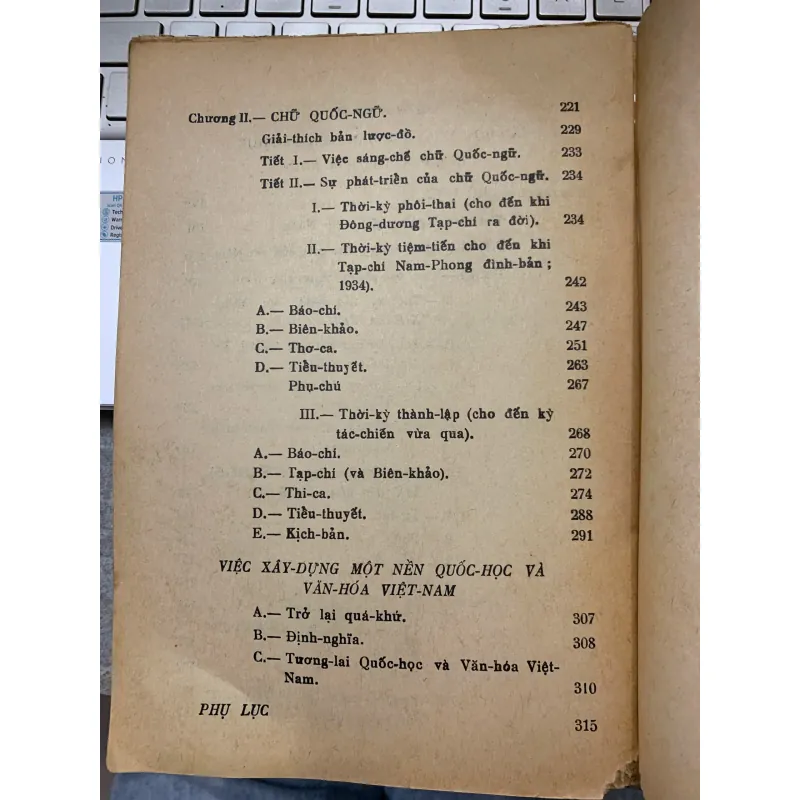 Chương II.— CHỮ QUỐC-NGỮ. 221
Giải-thích bản lược-đồ. 229
Tiết I.— Việc sáng-chế chữ Quốc-ngữ. 233
Tiết II.— Sự phát-triển của chữ Quốc-ngữ. 234
I.— Thời-kỳ phôi-thai (cho đến khi
Đông-dương Tạp-chí ra đời). 234
II.— Thời-kỳ tiệm-tiến cho đến khi
Tạp-chí Nam-Phong đình-bản ;
1934). 242
A.— Báo-chí. 243
B.— Biên-khảo. 247
C.— Thơ-ca. 251
D.— Tiểu-thuyết. 263
Phụ-chú 267
III.— Thời-kỳ thành-lập (cho đến kỳ
tác-chiến vừa qua). 268
A.— Báo-chí. 270
B.— Tạp-chí (và Biên-khảo). 272
C.— Thi-ca. 274
D.— Tiểu-thuyết. 288
E.— Kịch-bản. 291
VIỆC XÂY-DỰNG MỘT NỀN QUỐC-HỌC VÀ
VĂN-HÓA VIỆT-NAM
A.— Trở lại quá-khứ. 307
B.— Định-nghĩa. 308
C.— Tương-lai Quốc-học và Văn-hóa Việt-
Nam. 310
PHỤ LỤC 315